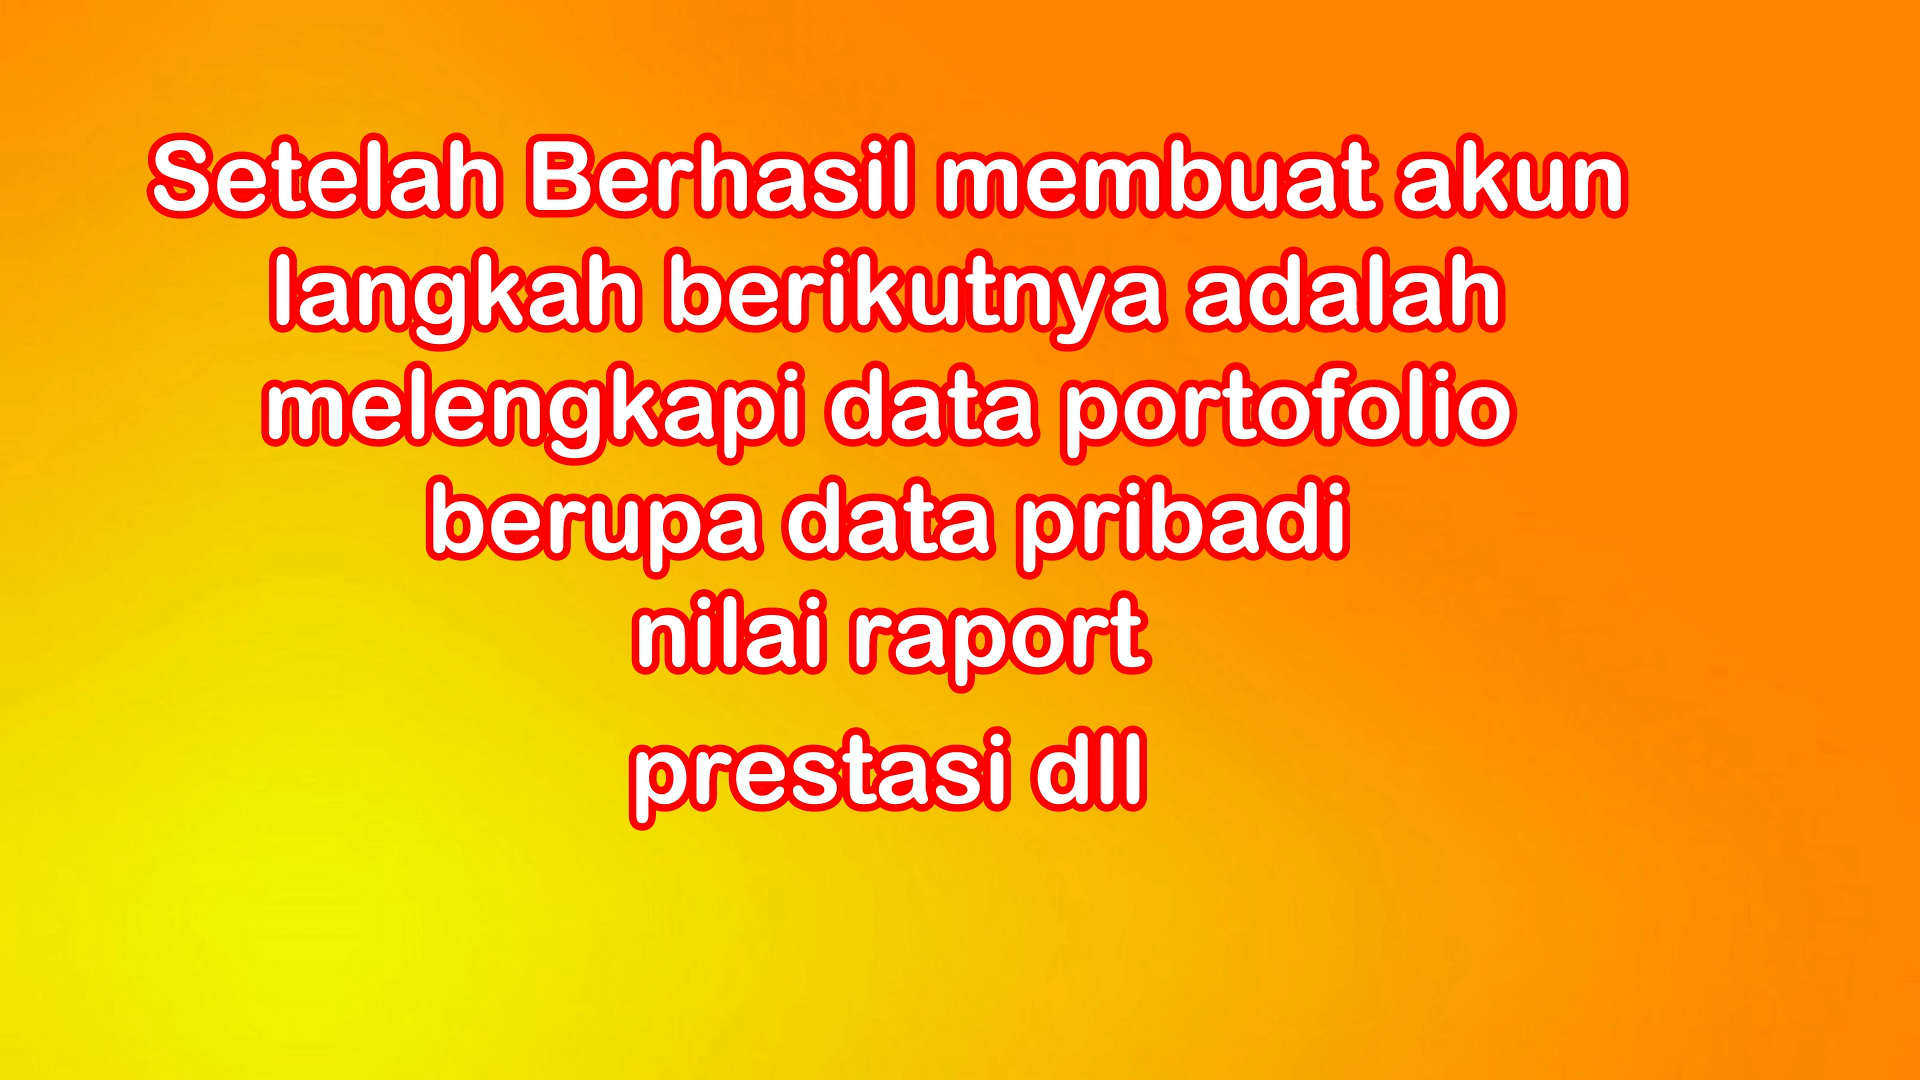 Setelah Berhasil membuat akun
langkah berikutnya adalah
melengkapi data portofolio
berupa data pribadi
nilai raport
prestasi dll